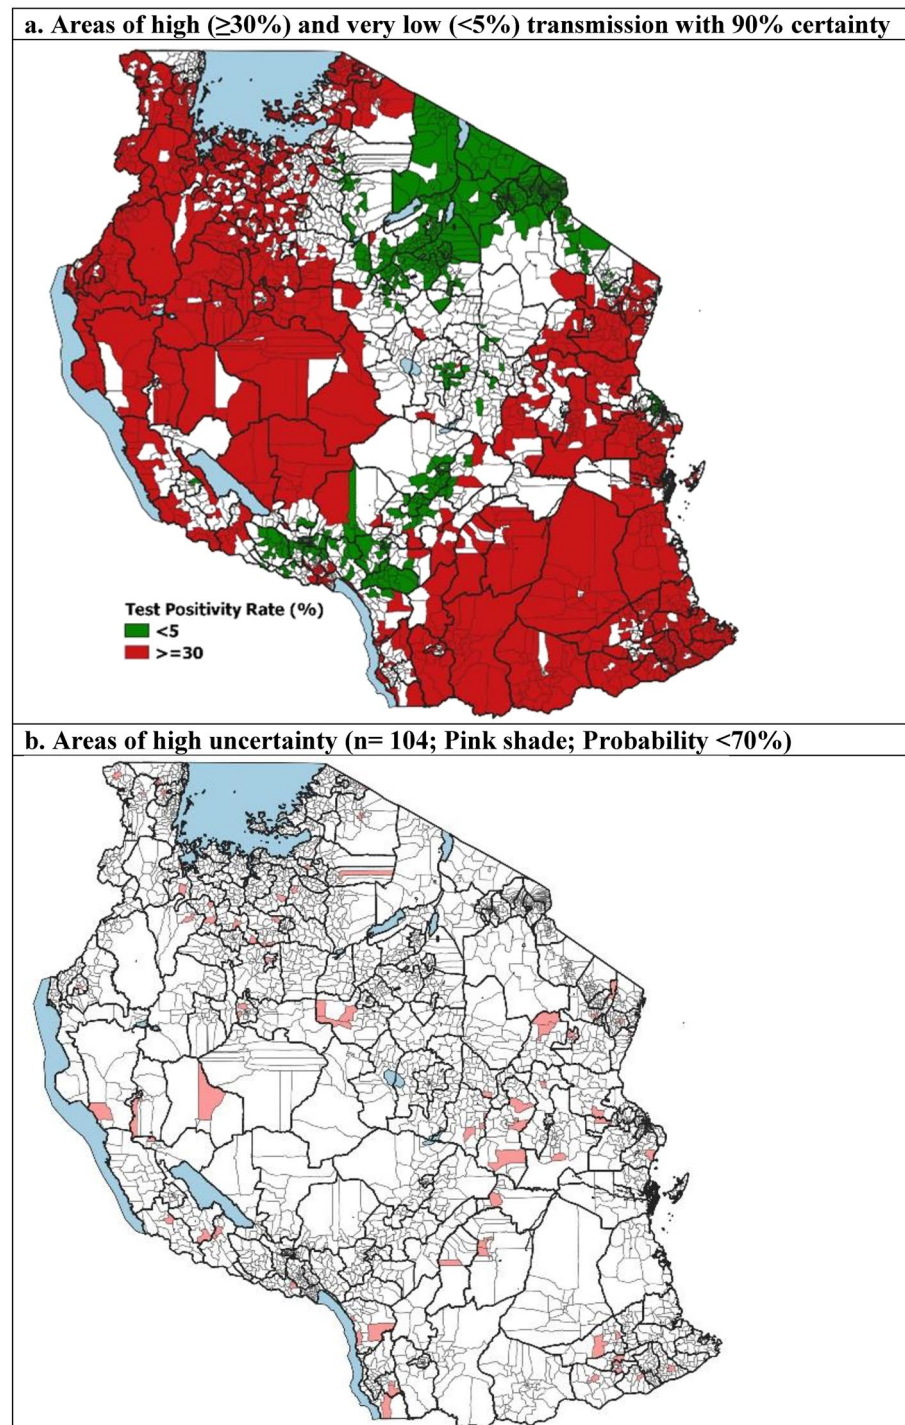 a. Areas of high (≥30%) and very low (<5%) transmission with 90% certainty
Test Positivity Rate (%)
<5
>=30
b. Areas of high uncertainty (n= 104; Pink shade; Probability <70%)